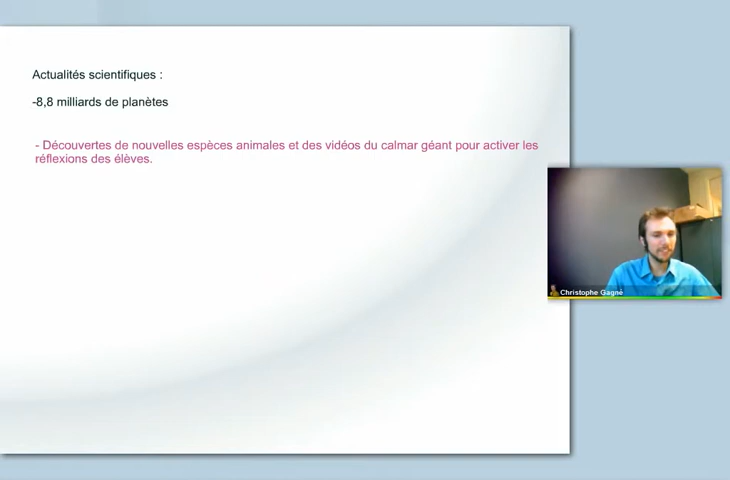 Actualités scientifiques :
-8,8 milliards de planètes
- Découvertes de nouvelles espèces animales et des vidéos du calmar géant pour activer les
réflexions des élèves.
Christophe Gagné